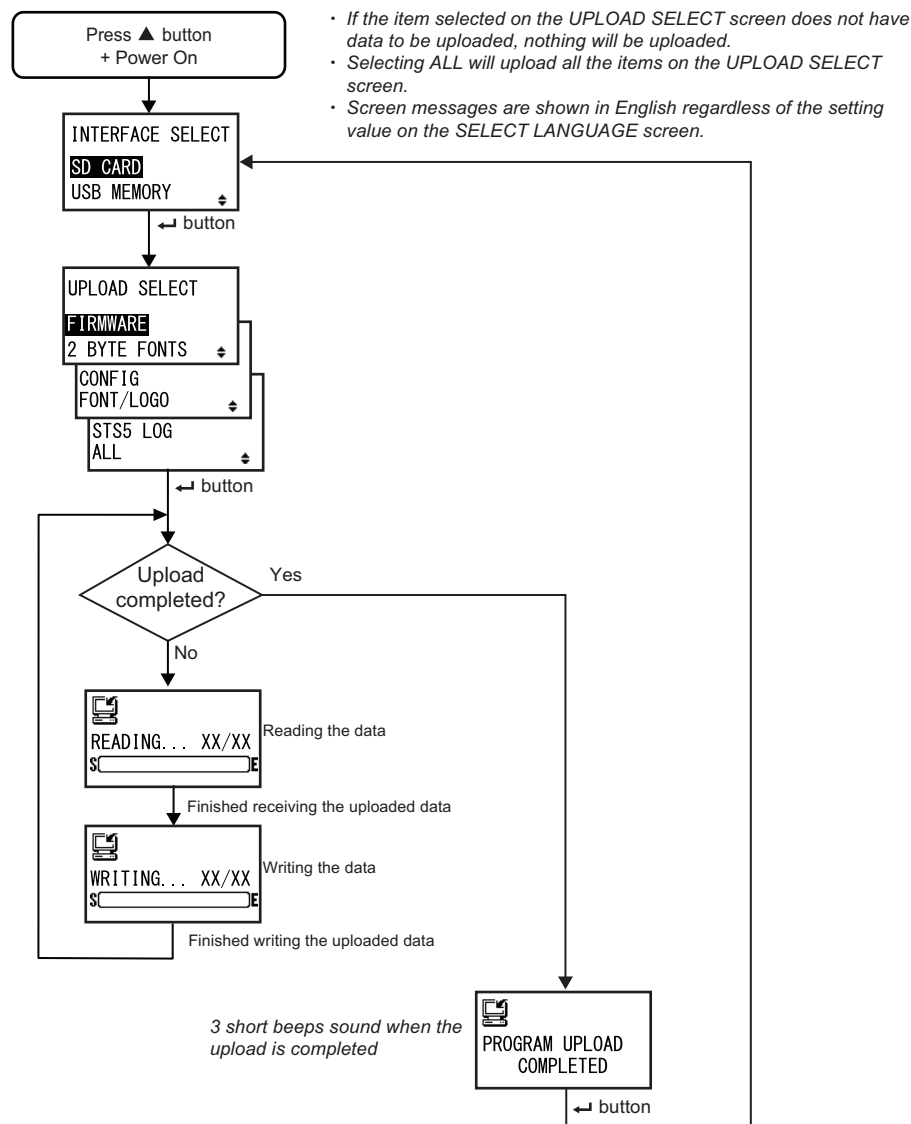 Press ▲ button
+ Power On
・ If the item selected on the UPLOAD SELECT screen does not have
data to be uploaded, nothing will be uploaded.
・ Selecting ALL will upload all the items on the UPLOAD SELECT
screen.
・ Screen messages are shown in English regardless of the setting
value on the SELECT LANGUAGE screen.
INTERFACE SELECT
SD CARD
USB MEMORY
↵ button
UPLOAD SELECT
FIRMWARE
2 BYTE FONTS
CONFIG
FONT/LOGO
STS5 LOG
ALL
↵ button
Upload
completed?
Yes
No
READING... XX/XX
S E
Reading the data
Finished receiving the uploaded data
WRITING... XX/XX
S E
Writing the data
Finished writing the uploaded data
3 short beeps sound when the
upload is completed
PROGRAM UPLOAD
COMPLETED
↵ button